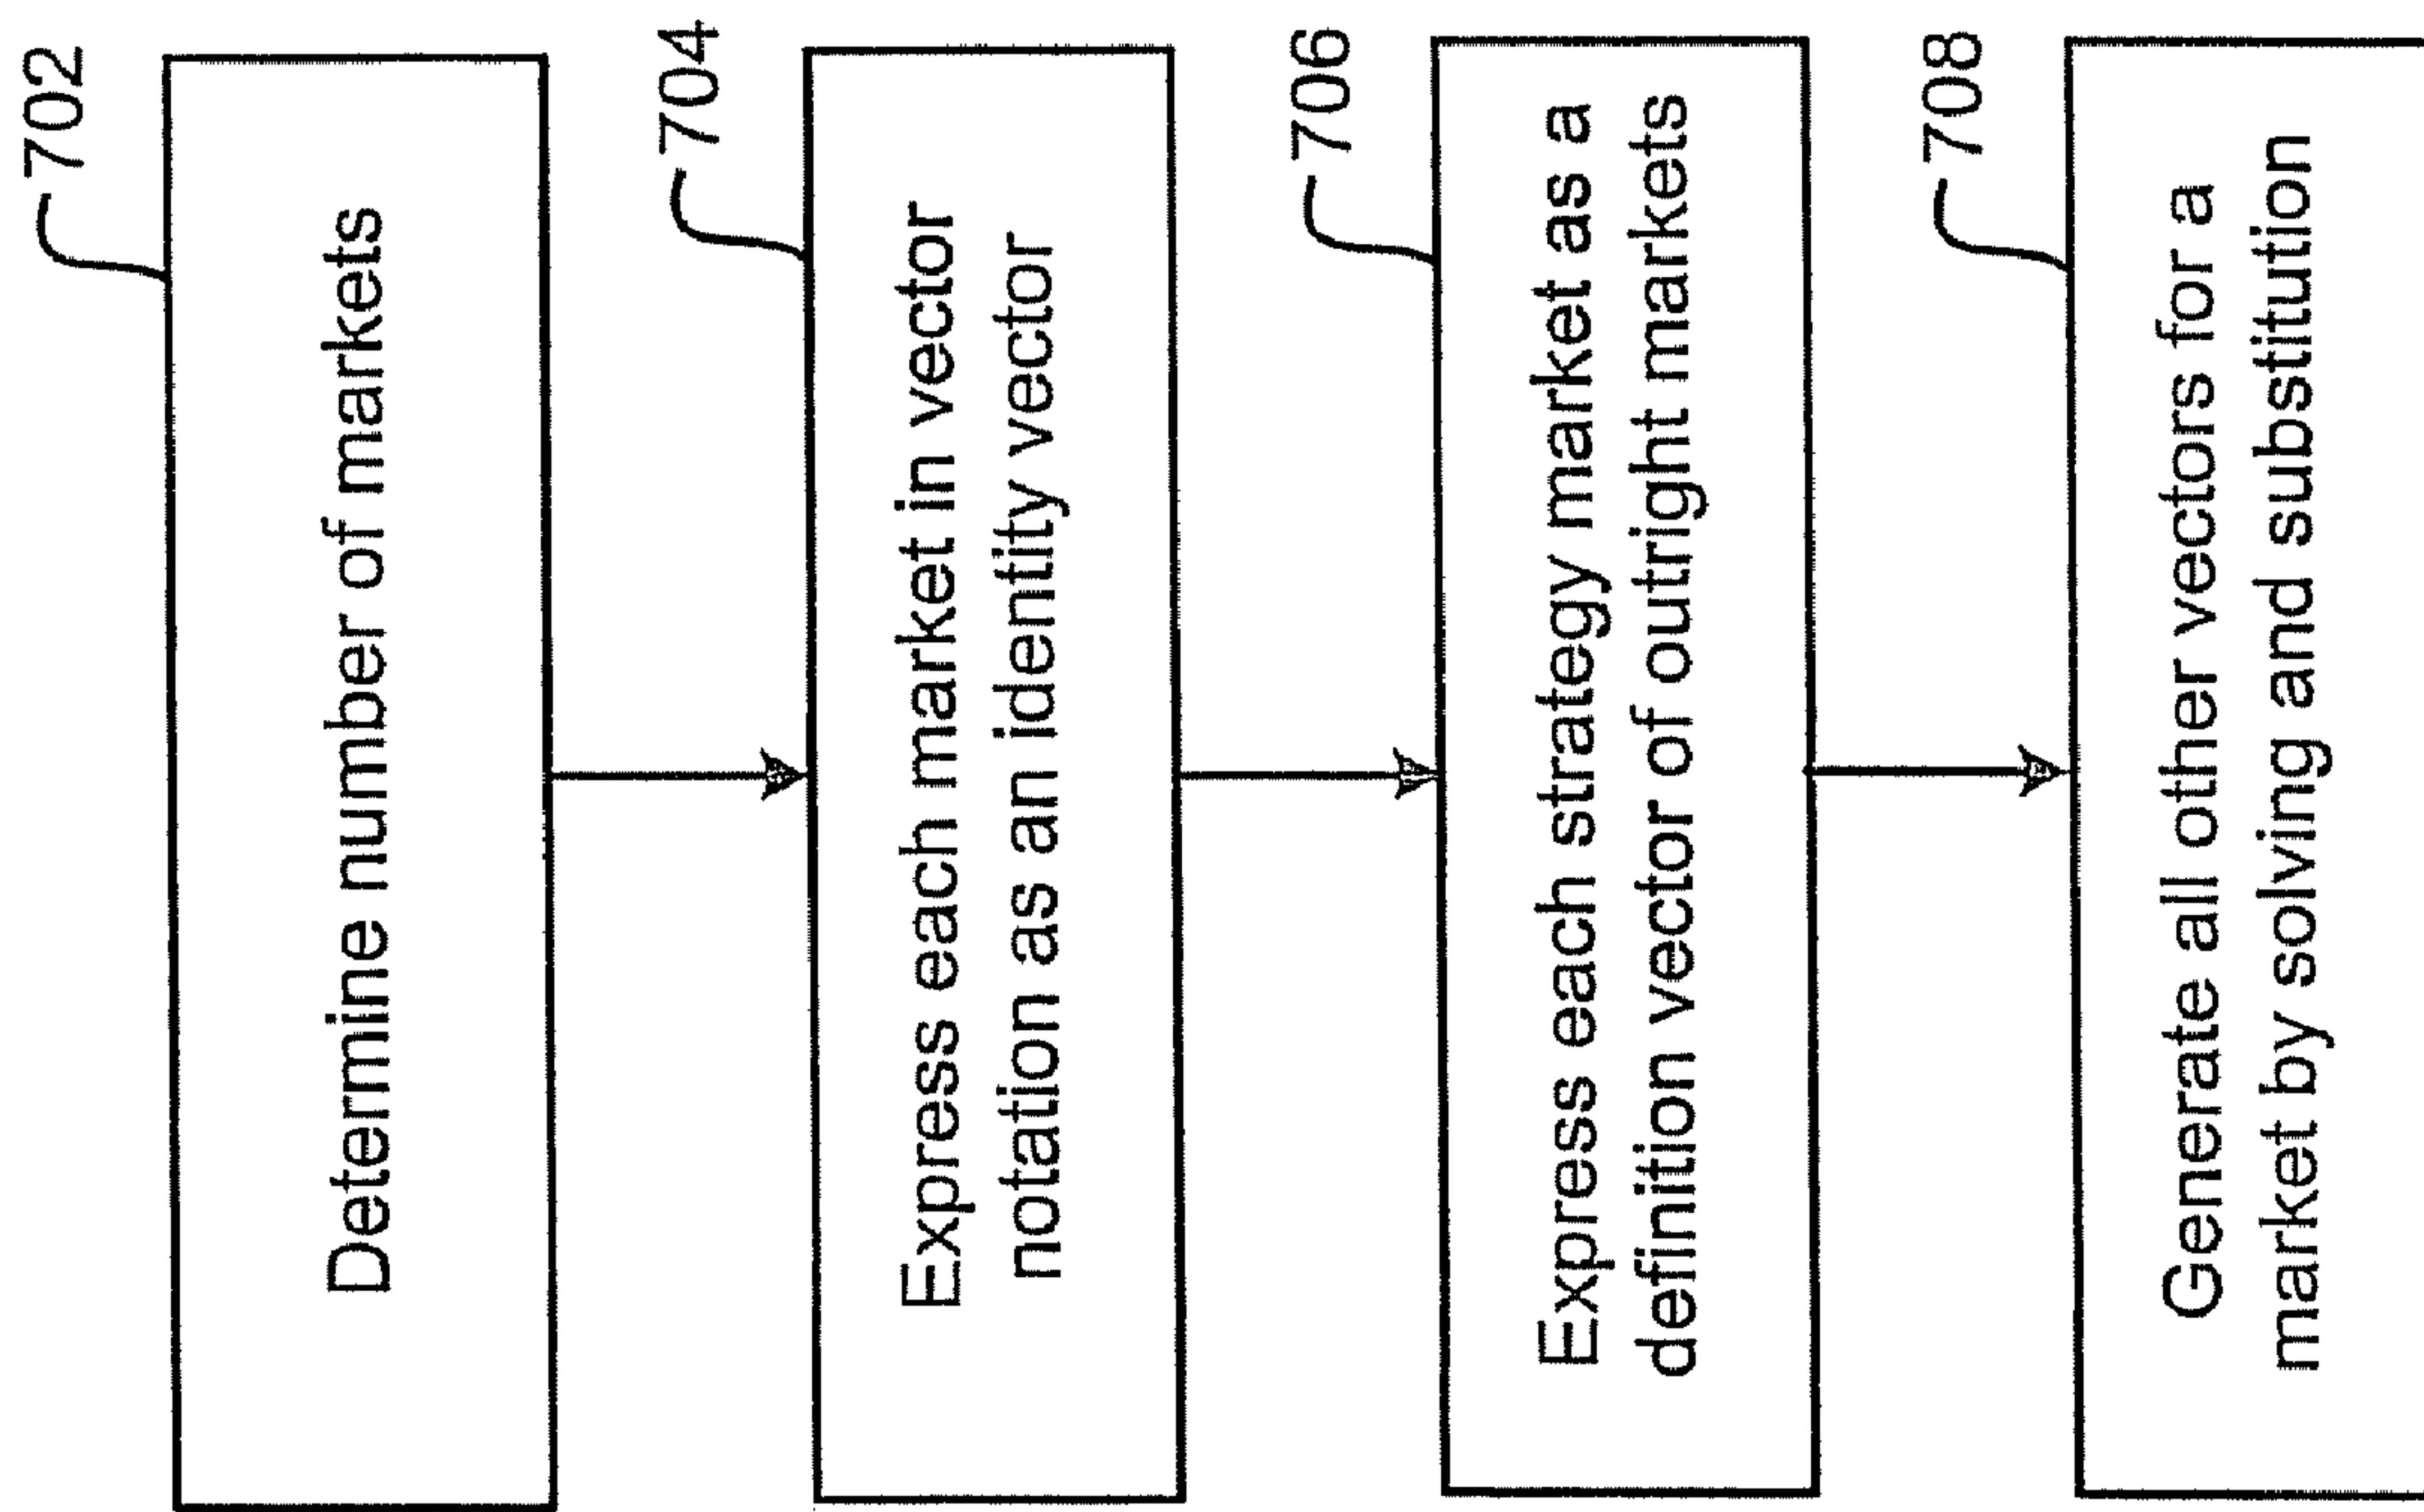 702
Determine number of markets
704
Express each market in vector
notation as an identity vector
706
Express each strategy market as a
definition vector of outright markets
708
Generate all other vectors for a
market by solving and substitution